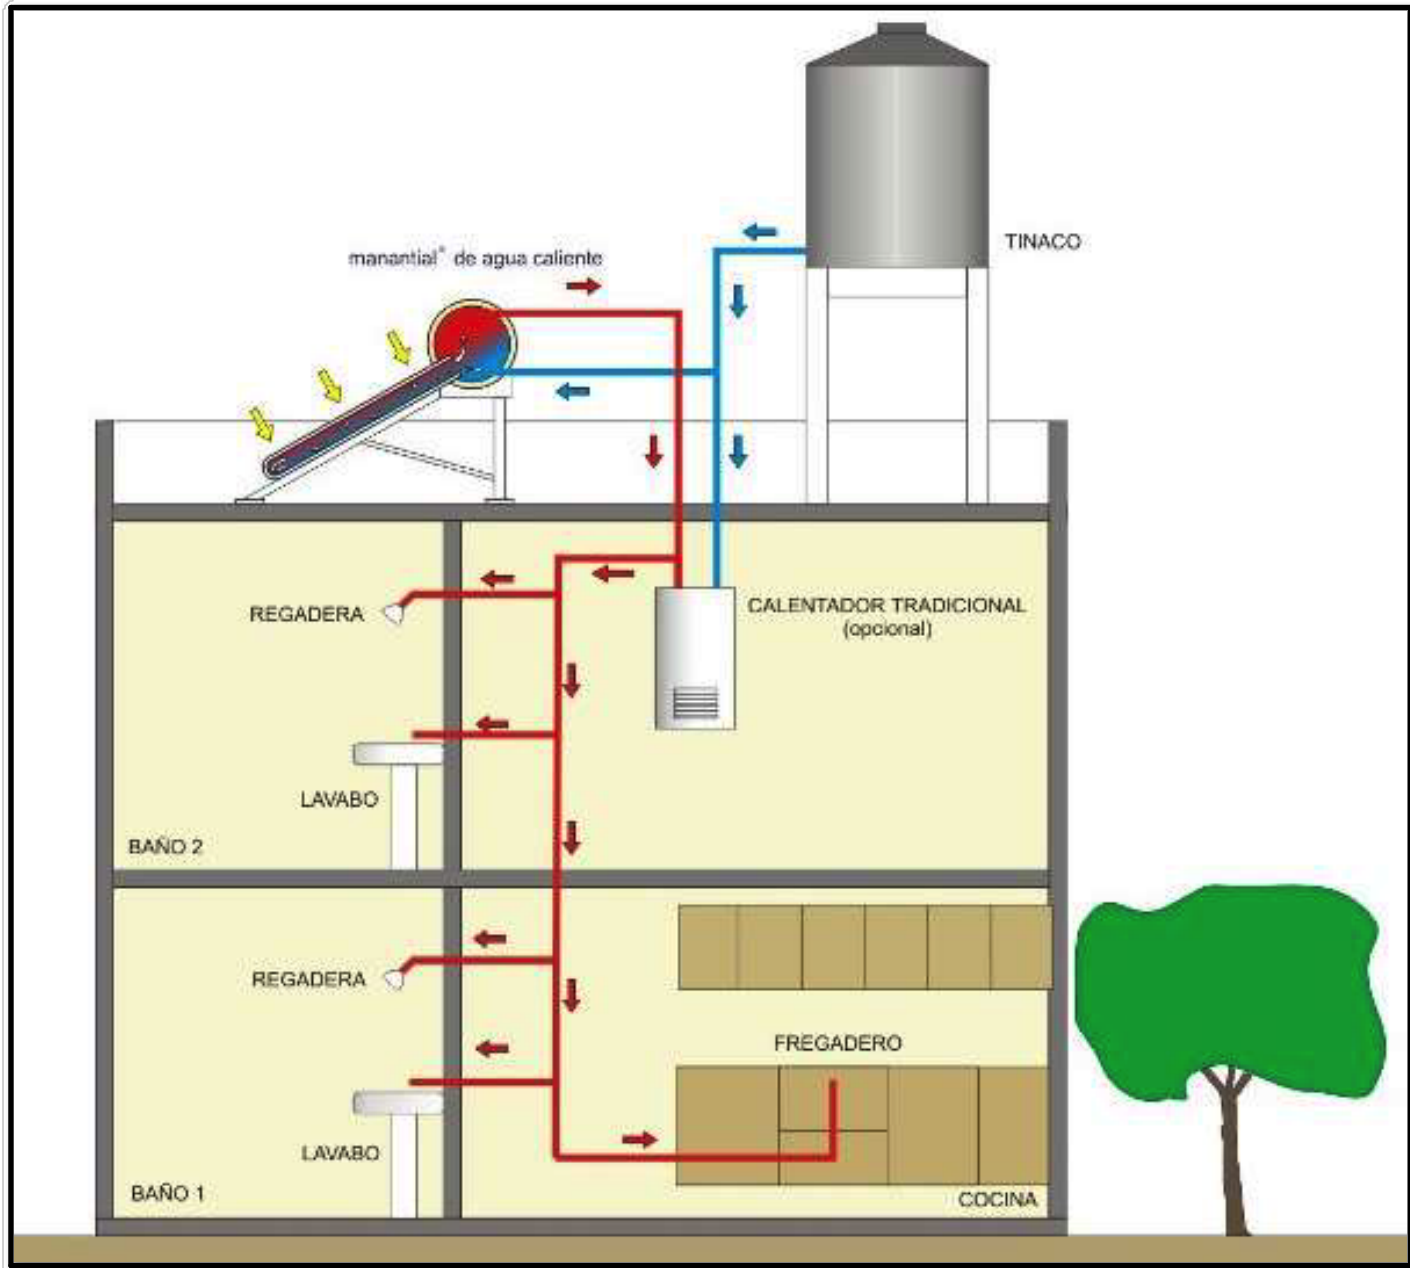 TINACO
manantial® de agua caliente
REGADERA
CALENTADOR TRADICIONAL
(opcional)
LAVABO
BAÑO 2
REGADERA
FREGADERO
LAVABO
BAÑO 1
COCINA